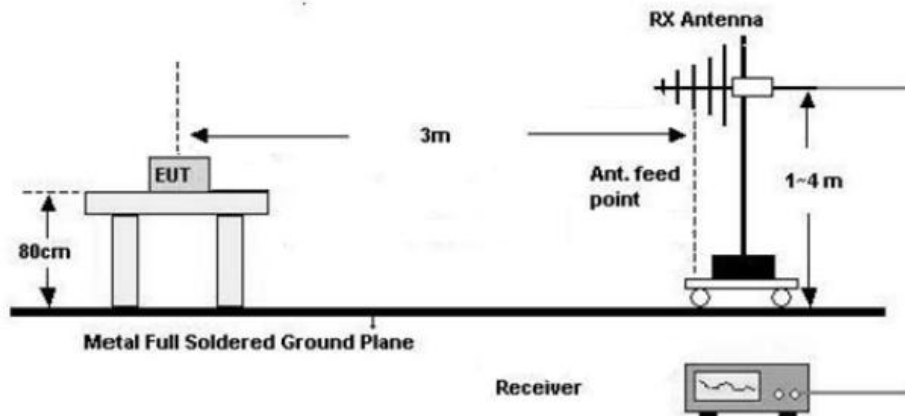 RX Antenna
3m
EUT
Ant. feed
point
1~4 m
80cm
Metal Full Soldered Ground Plane
Receiver